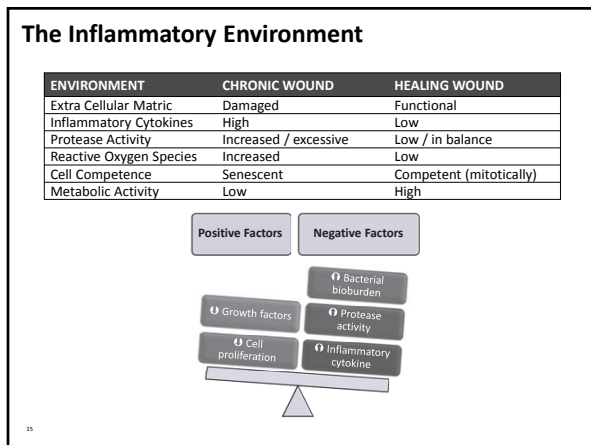 The Inflammatory Environment
ENVIRONMENT CHRONIC WOUND HEALING WOUND
Extra Cellular Matric Damaged Functional
Inflammatory Cytokines High Low
Protease Activity Increased / excessive Low / in balance
Reactive Oxygen Species Increased Low
Cell Competence Senescent Competent (mitotically)
Metabolic Activity Low High
Positive Factors
Negative Factors
Bacterial
bioburden
Growth factors
Protease
activity
Cell
proliferation
Inflammatory
cytokine
15